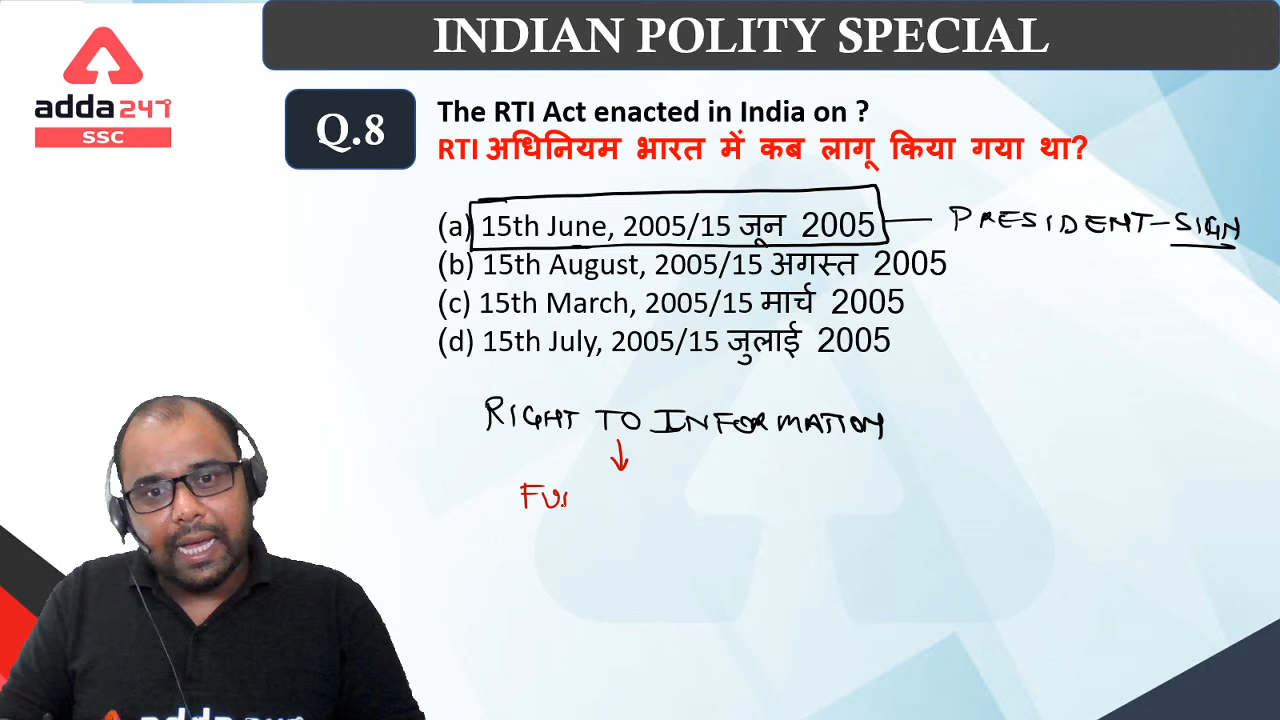 INDIAN POLITY SPECIAL
adda247
SSC
Q.8
The RTI Act enacted in India on ?
RTI अधिनियम भारत में कब लागू किया गया था?
(a) 15th June, 2005/15 जून 2005 PRESIDENT-SIGN
(b) 15th August, 2005/15 अगस्त 2005
(c) 15th March, 2005/15 मार्च 2005
(d) 15th July, 2005/15 जुलाई 2005
RIGHT TO INFORMATION